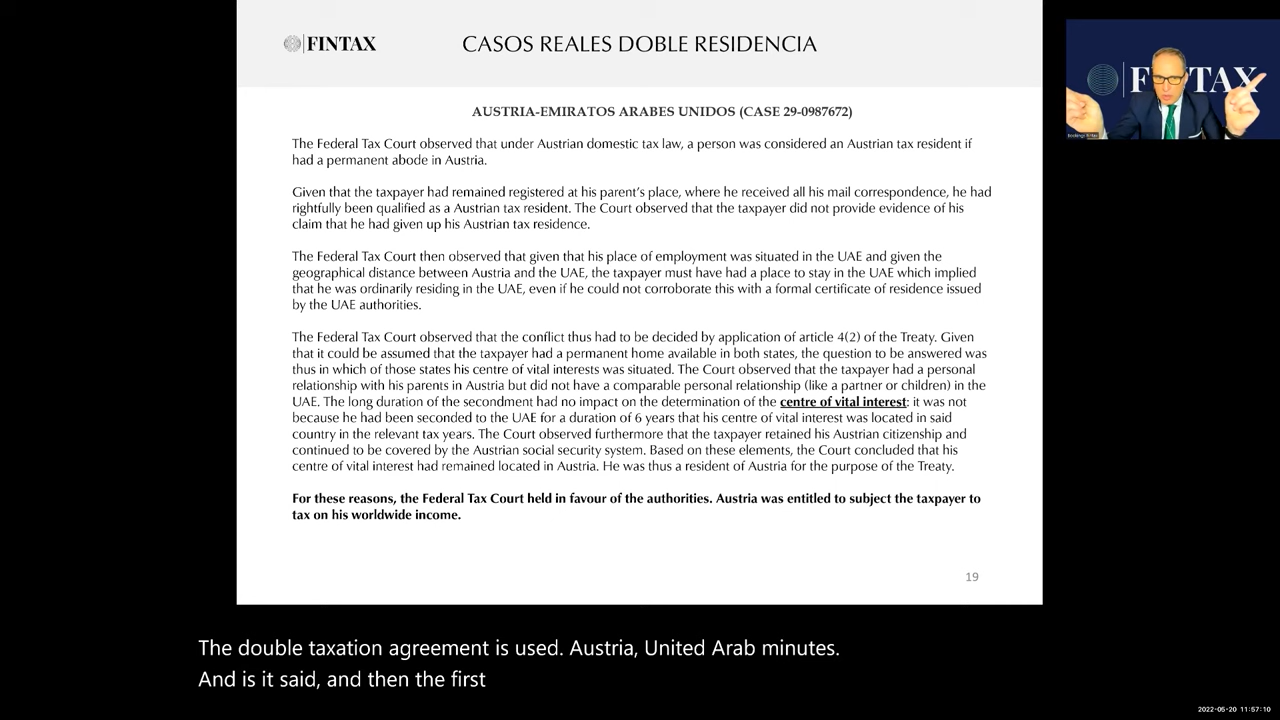 FINTAX
CASOS REALES DOBLE RESIDENCIA
AUSTRIA-EMIRATOS ARABES UNIDOS (CASE 29-0987672)
The Federal Tax Court observed that under Austrian domestic tax law, a person was considered an Austrian tax resident if
had a permanent abode in Austria.
Given that the taxpayer had remained registered at his parent's place, where he received all his mail correspondence, he had
rightfully been qualified as a Austrian tax resident. The Court observed that the taxpayer did not provide evidence of his
claim that he had given up his Austrian tax residence.
The Federal Tax Court then observed that given that his place of employment was situated in the UAE and given the
geographical distance between Austria and the UAE, the taxpayer must have had a place to stay in the UAE which implied
that he was ordinarily residing in the UAE, even if he could not corroborate this with a formal certificate of residence issued
by the UAE authorities.
The Federal Tax Court observed that the conflict thus had to be decided by application of article 4(2) of the Treaty. Given
that it could be assumed that the taxpayer had a permanent home available in both states, the question to be answered was
thus in which of those states his centre of vital interests was situated. The Court observed that the taxpayer had a personal
relationship with his parents in Austria but did not have a comparable personal relationship (like a partner or children) in the
UAE. The long duration of the secondment had no impact on the determination of the centre of vital interest: it was not
because he had been seconded to the UAE for a duration of 6 years that his centre of vital interest was located in said
country in the relevant tax years. The Court observed furthermore that the taxpayer retained his Austrian citizenship and
continued to be covered by the Austrian social security system. Based on these elements, the Court concluded that his
centre of vital interest had remained located in Austria. He was thus a resident of Austria for the purpose of the Treaty.
For these reasons, the Federal Tax Court held in favour of the authorities. Austria was entitled to subject the taxpayer to
tax on his worldwide income.
19
The double taxation agreement is used. Austria, United Arab minutes.
And is it said, and then the first
2022-05-20 11:57:10